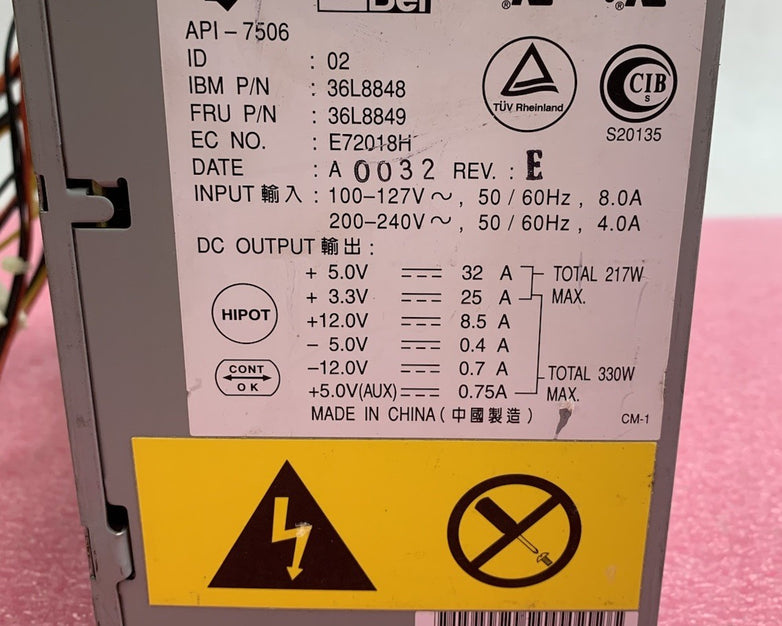 API – 7506
ID : 02
IBM P/N : 36L8848
FRU P/N : 36L8849
EC NO. : E72018H
DATE : A 0032 REV. : E
INPUT 輸入 : 100–127V～, 50 / 60Hz , 8.0A
200–240V～, 50 / 60Hz , 4.0A
DC OUTPUT 輸出 :
+ 5.0V 32 A TOTAL 217W
+ 3.3V 25 A MAX.
+12.0V 8.5 A
– 5.0V 0.4 A
–12.0V 0.7 A TOTAL 330W
+5.0V(AUX) 0.75A MAX.
MADE IN CHINA ( 中國製造 )
CM-1
TÜV Rheinland
CIB
S
S20135
HIPOT
CONT
OK